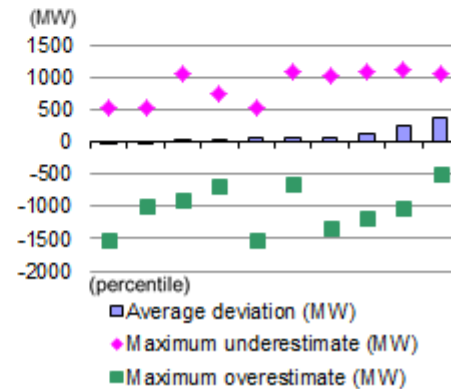 (MW)
1500
1000
500
0
-500
-1000
-1500
-2000
(percentile)
Average deviation (MW)
Maximum underestimate (MW)
Maximum overestimate (MW)